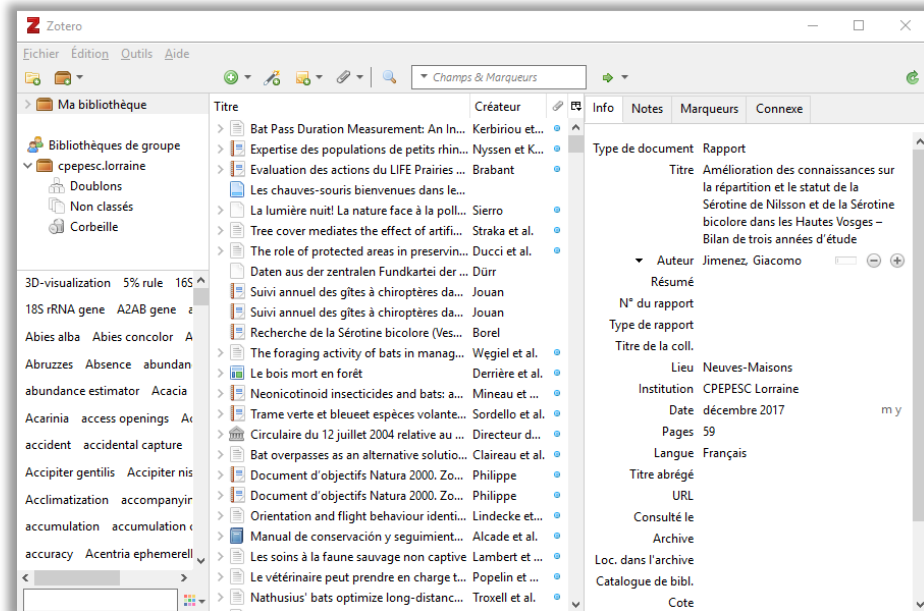 Zotero
Fichier Édition Outils Aide
Champs & Marqueurs
Ma bibliothèque
Bibliothèques de groupe
cpepesc.lorraine
Doublons
Non classés
Corbeille
3D-visualization 5% rule 16S
18S rRNA gene A2AB gene
Abies alba Abies concolor A
Abruzzes Absence abundan
abundance estimator Acacia
Acarinia access openings Ac
accident accidental capture
Accipiter gentilis Accipiter nis
Acclimatization accompanyin
accumulation accumulation c
accuracy Acentria ephemerell
Titre Créateur
Bat Pass Duration Measurement: An In... Kerbiriou et...
Expertise des populations de petits rhin... Nyssen et K...
Evaluation des actions du LIFE Prairies ... Brabant
Les chauves-souris bienvenues dans le...
La lumière nuit! La nature face à la poll... Sierro
Tree cover mediates the effect of artifi... Straka et al.
The role of protected areas in preservin... Ducci et al.
Daten aus der zentralen Fundkartei der ... Dürr
Suivi annuel des gîtes à chiroptères da... Jouan
Suivi annuel des gîtes à chiroptères da... Jouan
Recherche de la Sérotine bicolore (Ves... Borel
The foraging activity of bats in manag... Węgiel et al.
Le bois mort en forêt Derrière et al.
Neonicotinoid insecticides and bats: a... Mineau et ...
Trame verte et bleueet espèces volante... Sordello et al.
Circulaire du 12 juillet 2004 relative au ... Directeur d...
Bat overpasses as an alternative solutio... Claireau et al.
Document d'objectifs Natura 2000. Zo... Philippe
Document d'objectifs Natura 2000. Zo... Philippe
Orientation and flight behaviour identi... Lindecke et...
Manual de conservación y seguimient... Alcade et al.
Les soins à la faune sauvage non captive Lambert et ...
Le vétérinaire peut prendre en charge t... Popelin et ...
Nathusius' bats optimize long-distanc... Troxell et al.
Info Notes Marqueurs Connexe
Type de document Rapport
Titre Amélioration des connaissances sur
la répartition et le statut de la
Sérotine de Nilsson et de la Sérotine
bicolore dans les Hautes Vosges –
Bilan de trois années d'étude
Auteur Jimenez, Giacomo
Résumé
N° du rapport
Type de rapport
Titre de la coll.
Lieu Neuves-Maisons
Institution CPEPESC Lorraine
Date décembre 2017 m y
Pages 59
Langue Français
Titre abrégé
URL
Consulté le
Archive
Loc. dans l'archive
Catalogue de bibl.
Cote